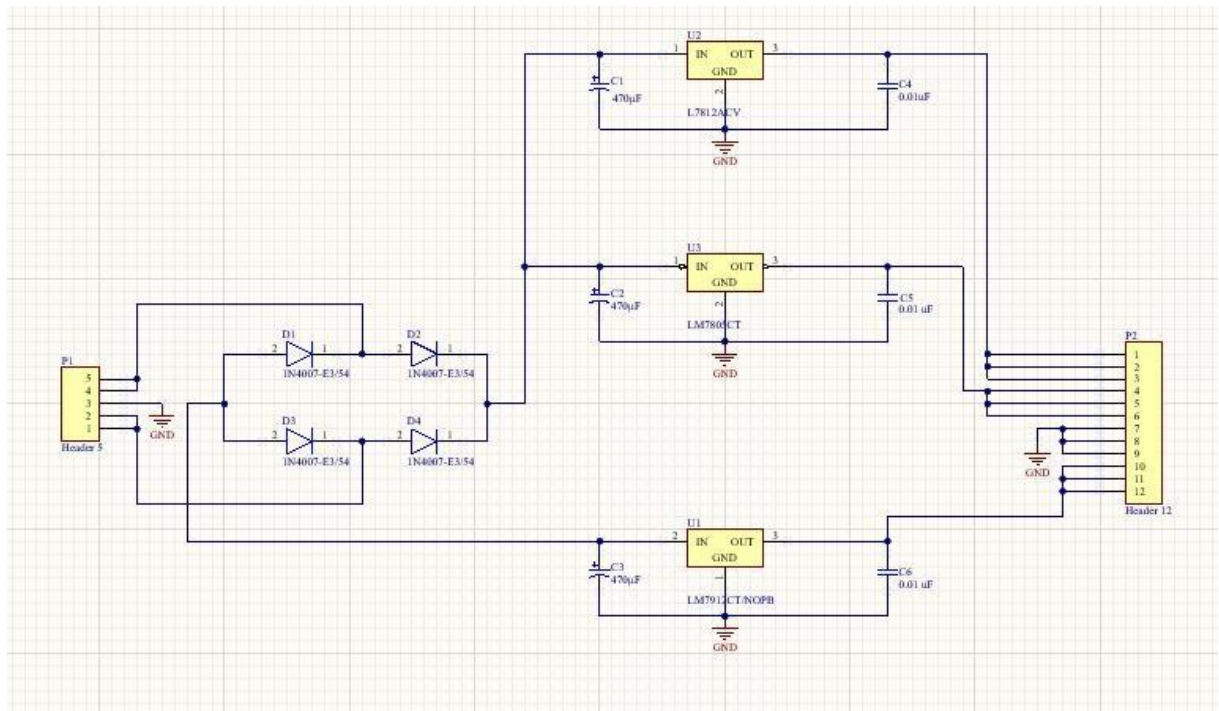 U2
1
IN OUT
3
GND
2
L7812ACV
GND
+
C1
470µF
C4
0.01uF
U3
1
IN OUT
3
GND
2
LM7805CT
GND
+
C2
470µF
C5
0.01 uF
D1
2
1
1N4007-E3/54
D2
2
1
1N4007-E3/54
D3
2
1
1N4007-E3/54
D4
2
1
1N4007-E3/54
P1
5
4
3
2
1
Header 5
GND
P2
1
2
3
4
5
6
7
8
9
10
11
12
Header 12
GND
U1
2
IN OUT
3
GND
1
LM7912CT/NOPB
GND
+
C3
470µF
C6
0.01 uF